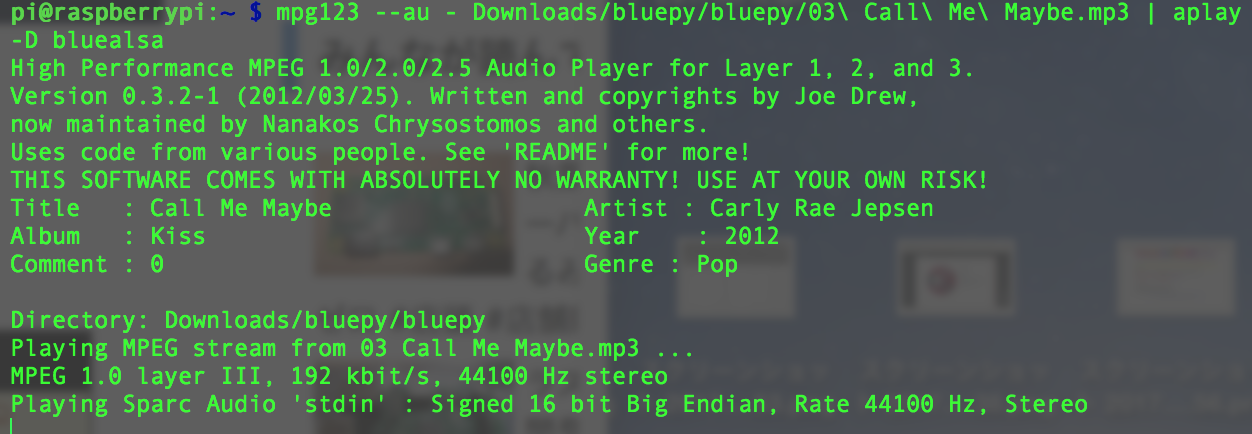 pi@raspberrypi:~ $ mpg123 --au - Downloads/bluepy/bluepy/03\ Call\ Me\ Maybe.mp3 | aplay
-D bluealsa
High Performance MPEG 1.0/2.0/2.5 Audio Player for Layer 1, 2, and 3.
Version 0.3.2-1 (2012/03/25). Written and copyrights by Joe Drew,
now maintained by Nanakos Chrysostomos and others.
Uses code from various people. See 'README' for more!
THIS SOFTWARE COMES WITH ABSOLUTELY NO WARRANTY! USE AT YOUR OWN RISK!
Title   : Call Me Maybe                  Artist : Carly Rae Jepsen
Album   : Kiss                           Year    : 2012
Comment : 0                              Genre : Pop
Directory: Downloads/bluepy/bluepy
Playing MPEG stream from 03 Call Me Maybe.mp3 ...
MPEG 1.0 layer III, 192 kbit/s, 44100 Hz stereo
Playing Sparc Audio 'stdin' : Signed 16 bit Big Endian, Rate 44100 Hz, Stereo